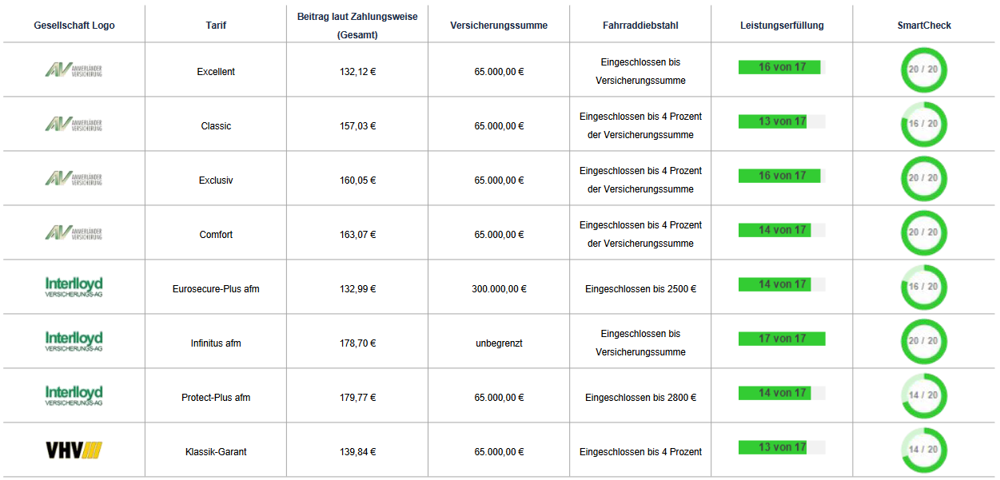 Gesellschaft Logo Tarif Beitrag laut Zahlungsweise (Gesamt) Versicherungssumme Fahrraddiebstahl Leistungserfüllung SmartCheck
AMMERLÄNDER VERSICHERUNG Excellent 132,12 € 65.000,00 € Eingeschlossen bis Versicherungssumme 16 von 17 20 / 20
AMMERLÄNDER VERSICHERUNG Classic 157,03 € 65.000,00 € Eingeschlossen bis 4 Prozent der Versicherungssumme 13 von 17 16 / 20
AMMERLÄNDER VERSICHERUNG Exclusiv 160,05 € 65.000,00 € Eingeschlossen bis 4 Prozent der Versicherungssumme 16 von 17 20 / 20
AMMERLÄNDER VERSICHERUNG Comfort 163,07 € 65.000,00 € Eingeschlossen bis 4 Prozent der Versicherungssumme 14 von 17 20 / 20
Interlloyd VERSICHERUNGS-AG Eurosecure-Plus afm 132,99 € 300.000,00 € Eingeschlossen bis 2500 € 14 von 17 16 / 20
Interlloyd VERSICHERUNGS-AG Infinitus afm 178,70 € unbegrenzt Eingeschlossen bis Versicherungssumme 17 von 17 20 / 20
Interlloyd VERSICHERUNGS-AG Protect-Plus afm 179,77 € 65.000,00 € Eingeschlossen bis 2800 € 14 von 17 14 / 20
VHV Klassik-Garant 139,84 € 65.000,00 € Eingeschlossen bis 4 Prozent 13 von 17 14 / 20